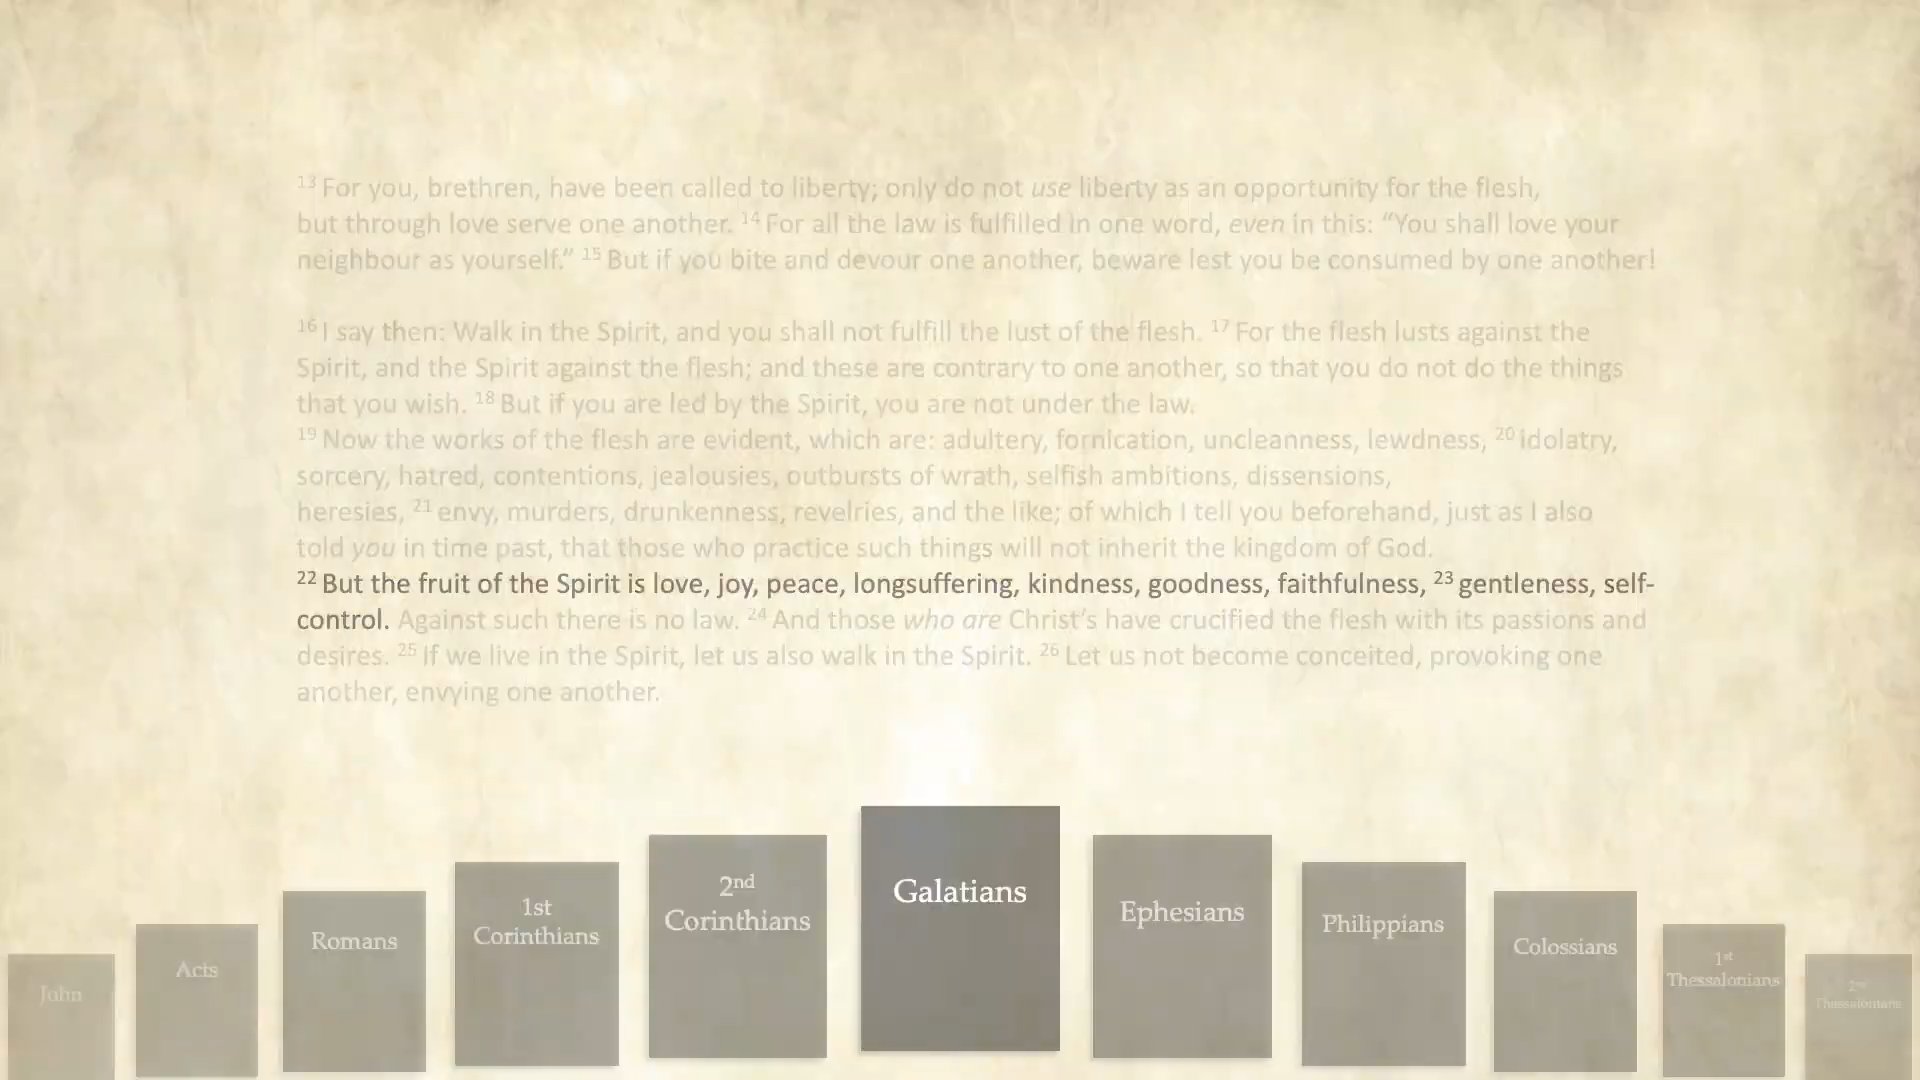 13 For you, brethren, have been called to liberty; only do not use liberty as an opportunity for the flesh,
but through love serve one another. 14 For all the law is fulfilled in one word, even in this: “You shall love your
neighbour as yourself.” 15 But if you bite and devour one another, beware lest you be consumed by one another!
16 I say then: Walk in the Spirit, and you shall not fulfill the lust of the flesh. 17 For the flesh lusts against the
Spirit, and the Spirit against the flesh; and these are contrary to one another, so that you do not do the things
that you wish. 18 But if you are led by the Spirit, you are not under the law.
19 Now the works of the flesh are evident, which are: adultery, fornication, uncleanness, lewdness, 20 idolatry,
sorcery, hatred, contentions, jealousies, outbursts of wrath, selfish ambitions, dissensions,
heresies, 21 envy, murders, drunkenness, revelries, and the like; of which I tell you beforehand, just as I also
told you in time past, that those who practice such things will not inherit the kingdom of God.
22 But the fruit of the Spirit is love, joy, peace, longsuffering, kindness, goodness, faithfulness, 23 gentleness, self-
control. Against such there is no law. 24 And those who are Christ’s have crucified the flesh with its passions and
desires. 25 If we live in the Spirit, let us also walk in the Spirit. 26 Let us not become conceited, provoking one
another, envying one another.
John
Acts
Romans
1st
Corinthians
2nd
Corinthians
Galatians
Ephesians
Philippians
Colossians
1st
Thessalonians
2nd
Thessalonians